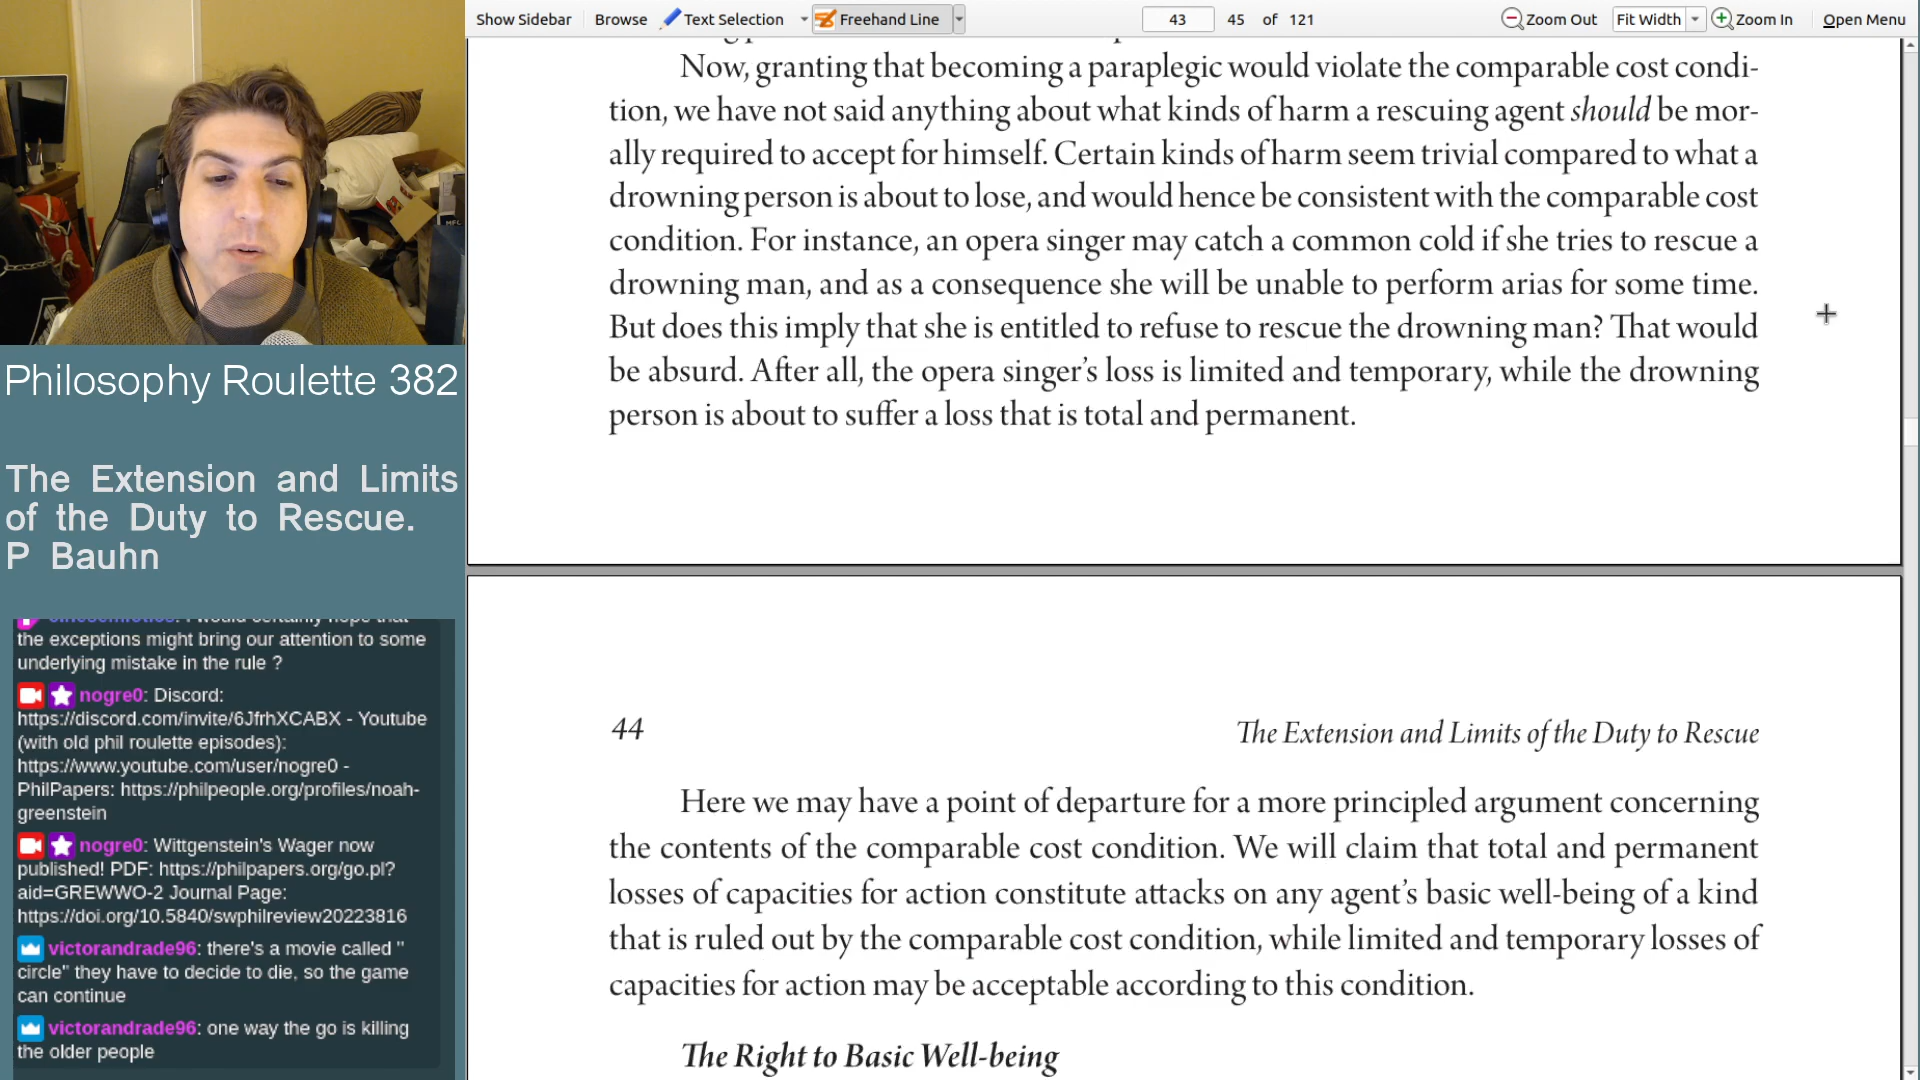 Show Sidebar Browse Text Selection Freehand Line 43 45 of 121 Zoom Out Fit Width Zoom In Open Menu
Now, granting that becoming a paraplegic would violate the comparable cost condi-
tion, we have not said anything about what kinds of harm a rescuing agent should be mor-
ally required to accept for himself. Certain kinds of harm seem trivial compared to what a
drowning person is about to lose, and would hence be consistent with the comparable cost
condition. For instance, an opera singer may catch a common cold if she tries to rescue a
drowning man, and as a consequence she will be unable to perform arias for some time.
But does this imply that she is entitled to refuse to rescue the drowning man? That would
be absurd. After all, the opera singer's loss is limited and temporary, while the drowning
person is about to suffer a loss that is total and permanent.
44 The Extension and Limits of the Duty to Rescue
Here we may have a point of departure for a more principled argument concerning
the contents of the comparable cost condition. We will claim that total and permanent
losses of capacities for action constitute attacks on any agent's basic well-being of a kind
that is ruled out by the comparable cost condition, while limited and temporary losses of
capacities for action may be acceptable according to this condition.
The Right to Basic Well-being
Philosophy Roulette 382
The Extension and Limits
of the Duty to Rescue.
P Bauhn
the exceptions might bring our attention to some
underlying mistake in the rule ?
nogre0: Discord:
https://discord.com/invite/6JfrhXCABX - Youtube
(with old phil roulette episodes):
https://www.youtube.com/user/nogre0 -
PhilPapers: https://philpeople.org/profiles/noah-
greenstein
nogre0: Wittgenstein's Wager now
published! PDF: https://philpapers.org/go.pl?
aid=GREWWO-2 Journal Page:
https://doi.org/10.5840/swphilreview20223816
victorandrade96: there's a movie called "
circle" they have to decide to die, so the game
can continue
victorandrade96: one way the go is killing
the older people